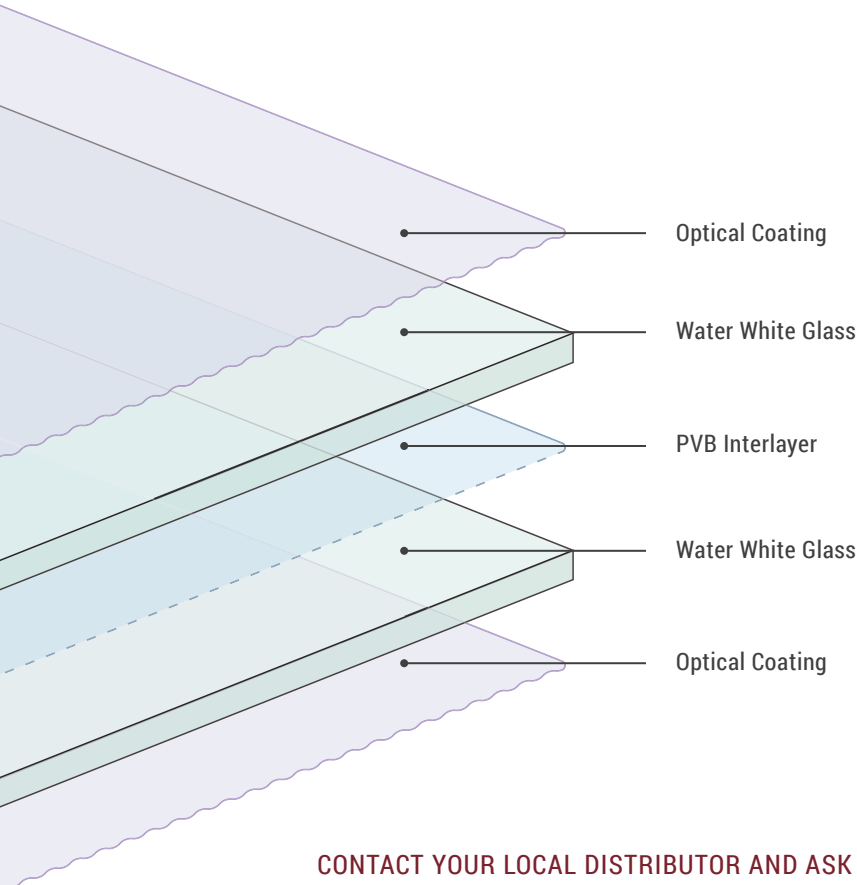 Optical Coating
Water White Glass
PVB Interlayer
Water White Glass
Optical Coating
CONTACT YOUR LOCAL DISTRIBUTOR AND ASK